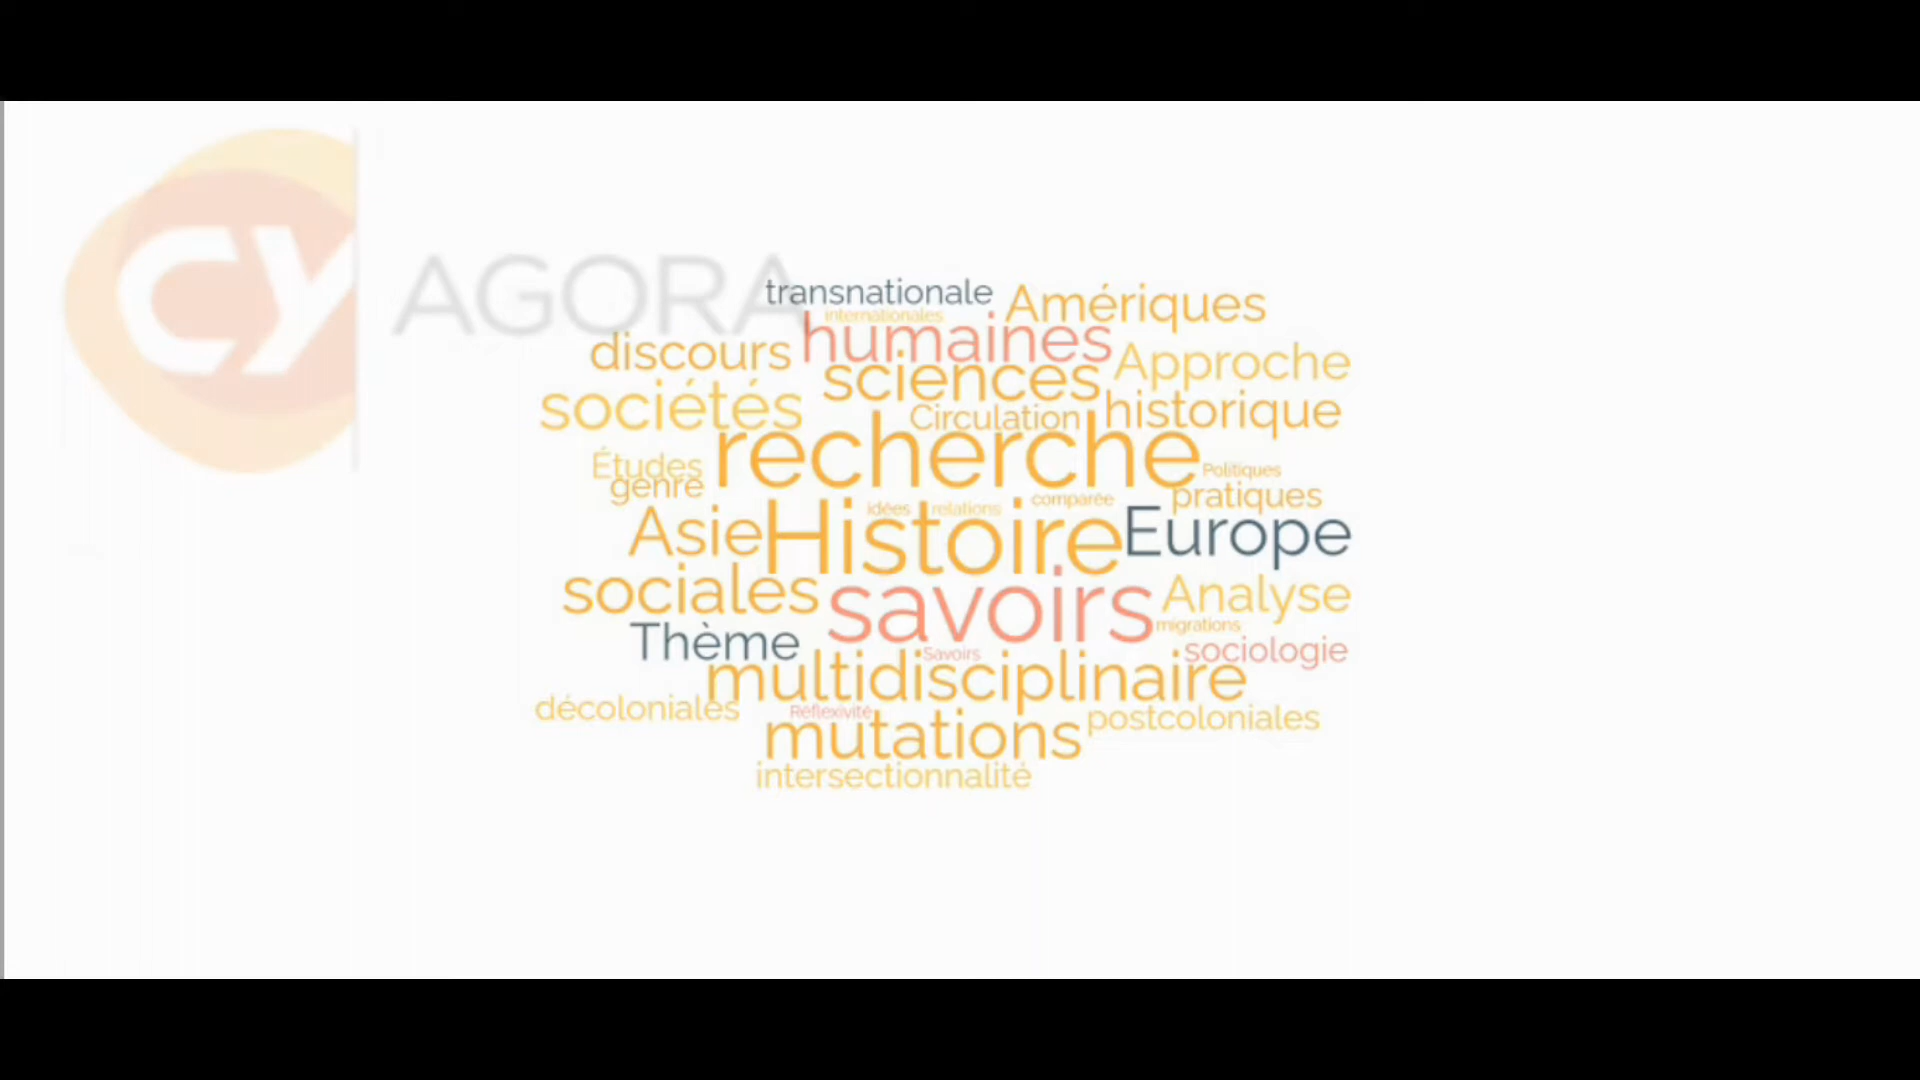 CY
AGORA
transnationale
Amériques
internationales
humaines
discours
sciences
Approche
sociétés
Circulation
historique
recherche
Études
genre
Politiques
pratiques
idées
relations
comparée
Asie
Histoire
Europe
sociales
savoirs
Analyse
migrations
Thème
Savoirs
sociologie
multidisciplinaire
décoloniales
Réflexivité
postcoloniales
mutations
intersectionnalité